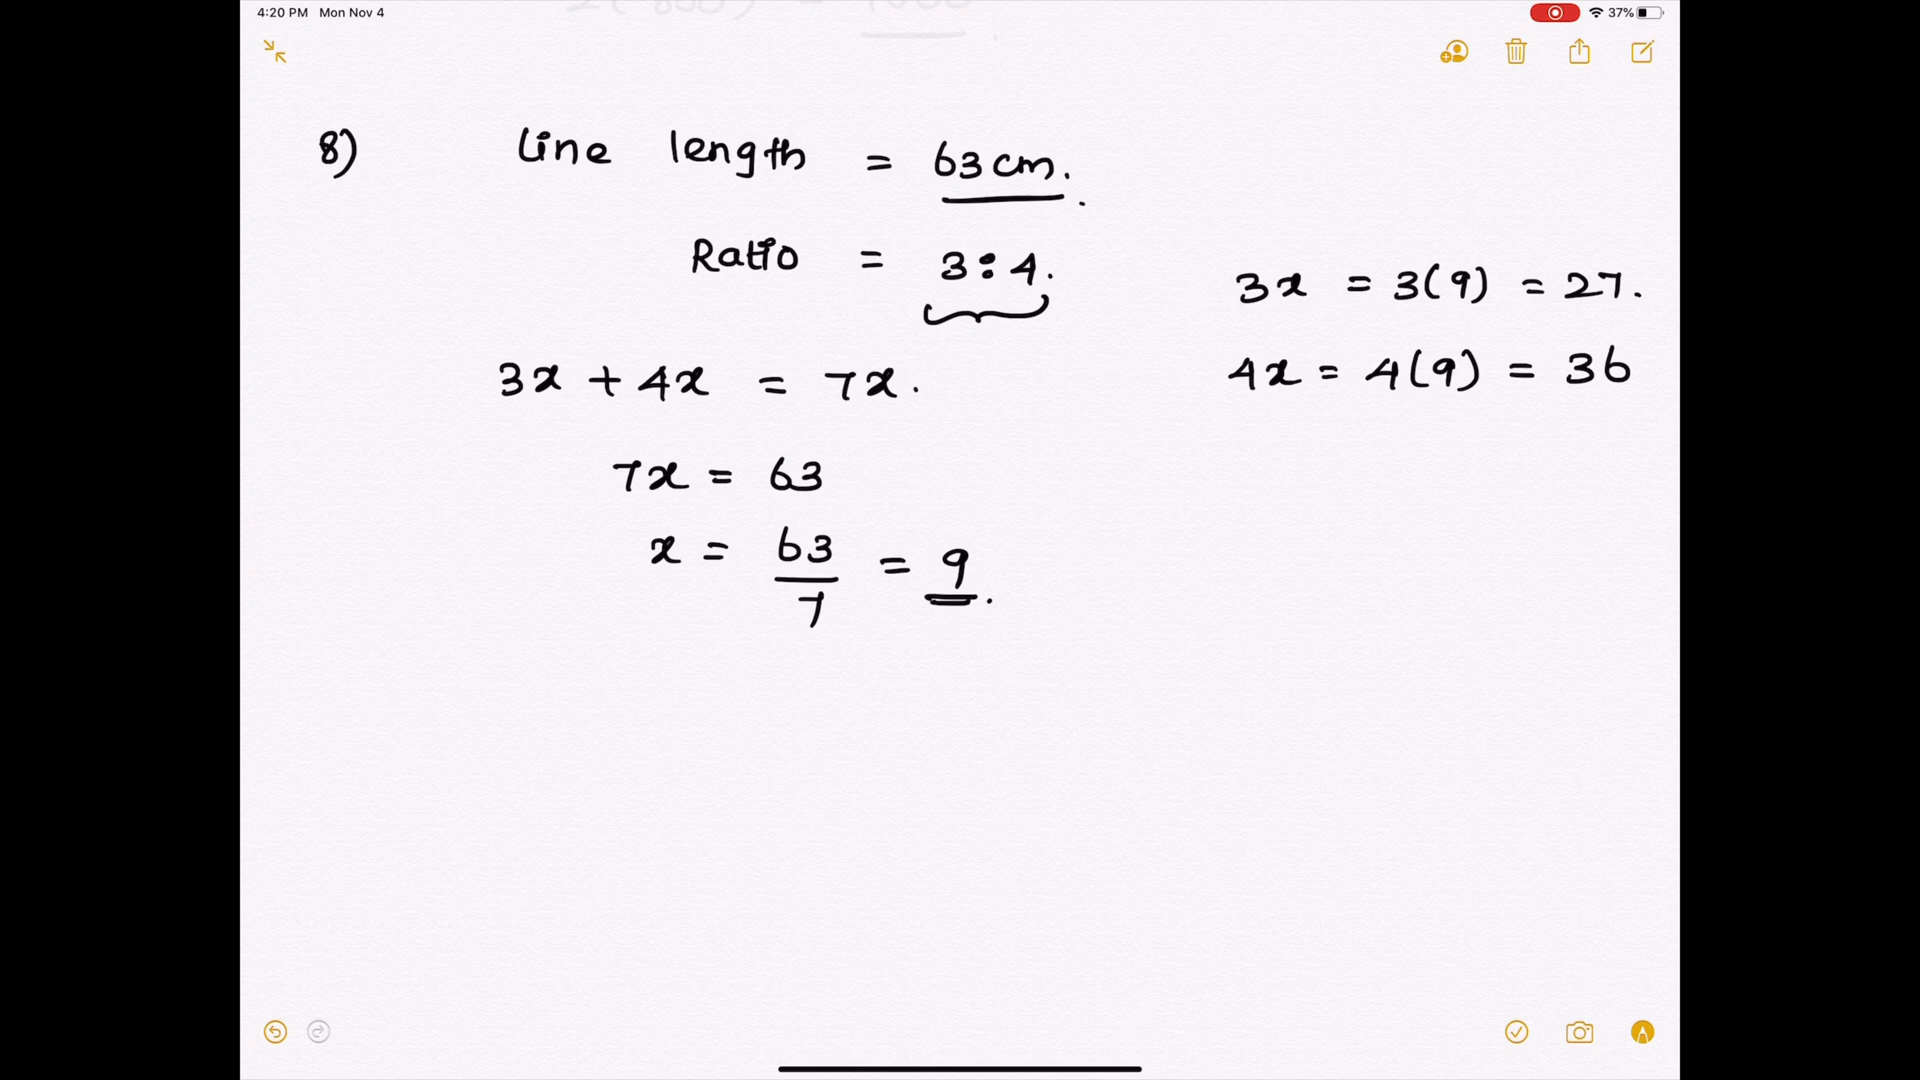 4:20 PM Mon Nov 4
37%
8) Line length = 63 cm.
Ratio = 3 : 4.
3x + 4x = 7x.
7x = 63
x = 63/7 = 9.
3x = 3(9) = 27.
4x = 4(9) = 36